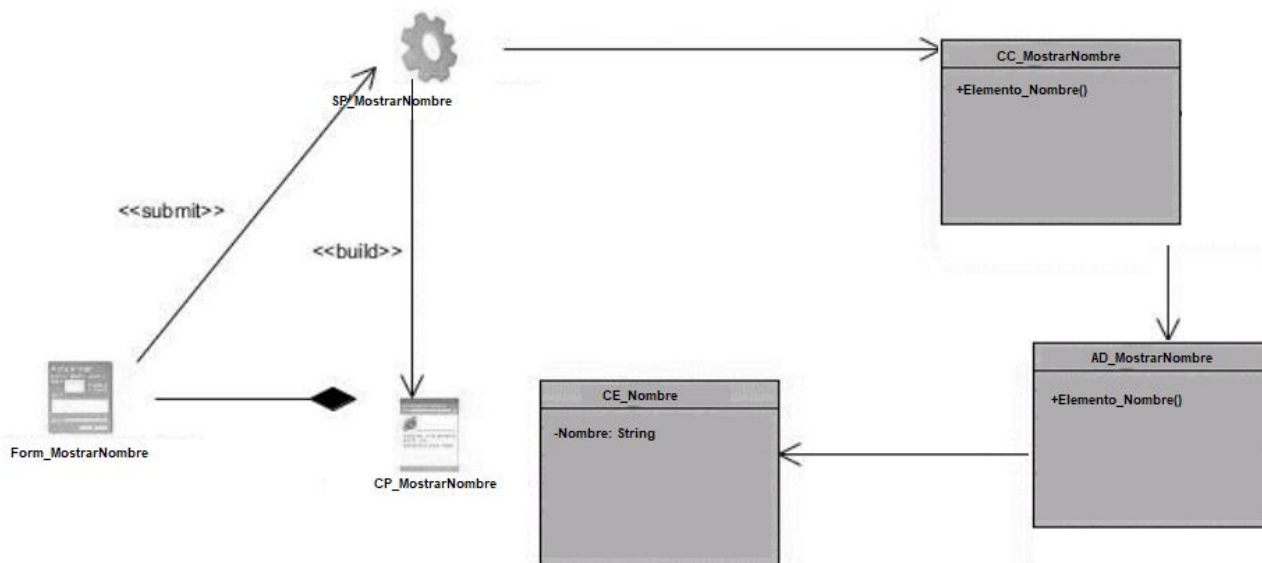 SP_MostrarNombre
CC_MostrarNombre
+Elemento_Nombre()
<<submit>>
<<build>>
AD_MostrarNombre
+Elemento_Nombre()
CE_Nombre
-Nombre: String
Form_MostrarNombre
CP_MostrarNombre